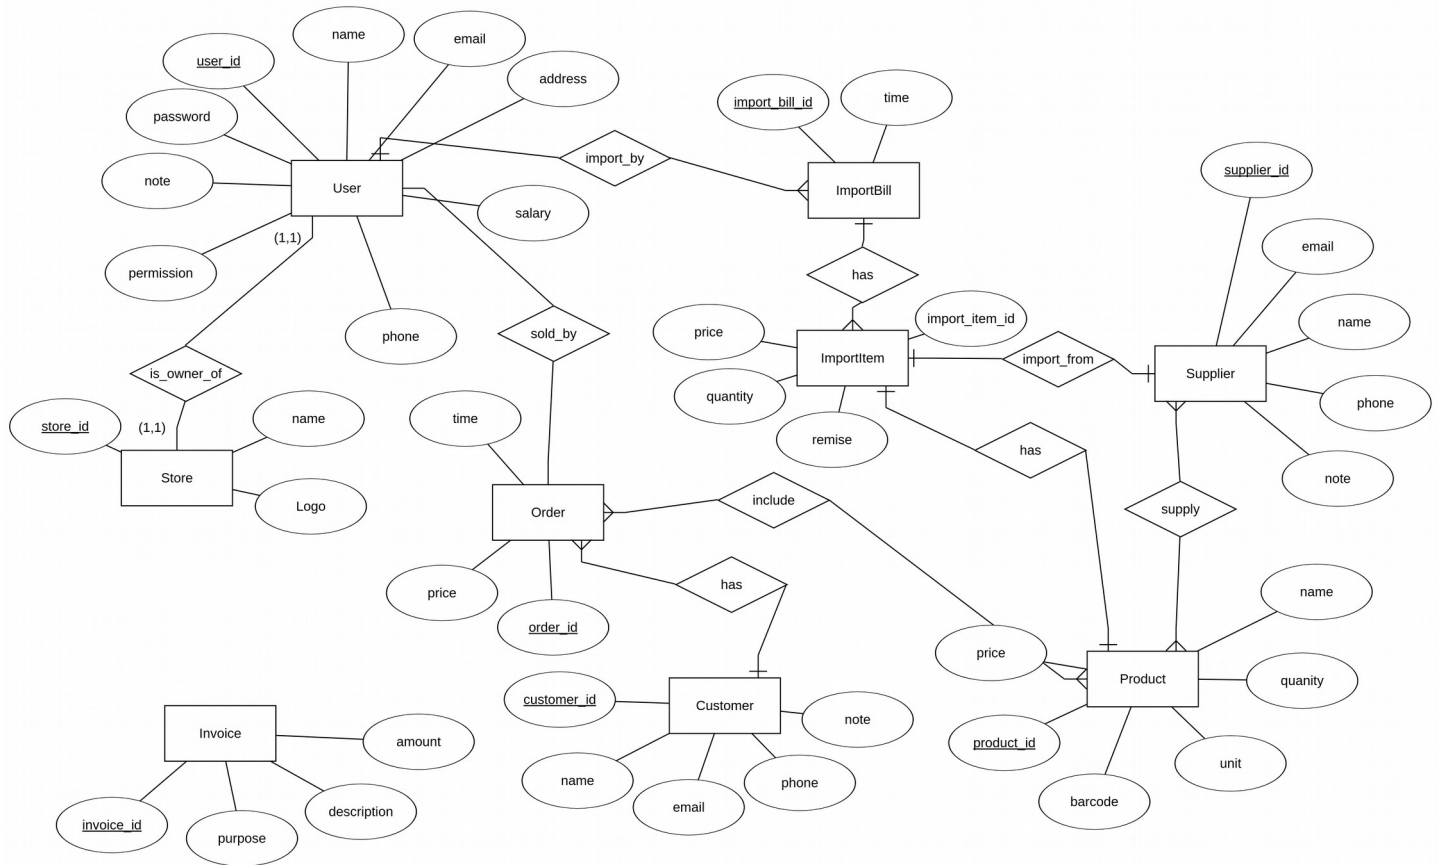 name
email
user_id
address
password
import_bill_id
time
import_by
note
User
ImportBill
supplier_id
salary
(1,1)
permission
email
has
import_item_id
phone
sold_by
price
name
ImportItem
import_from
is_owner_of
Supplier
quantity
phone
store_id
name
time
(1,1)
remise
has
Store
note
Logo
include
Order
supply
has
price
name
order_id
price
Product
quanity
customer_id
Customer
note
Invoice
amount
product_id
unit
name
phone
email
barcode
description
invoice_id
purpose